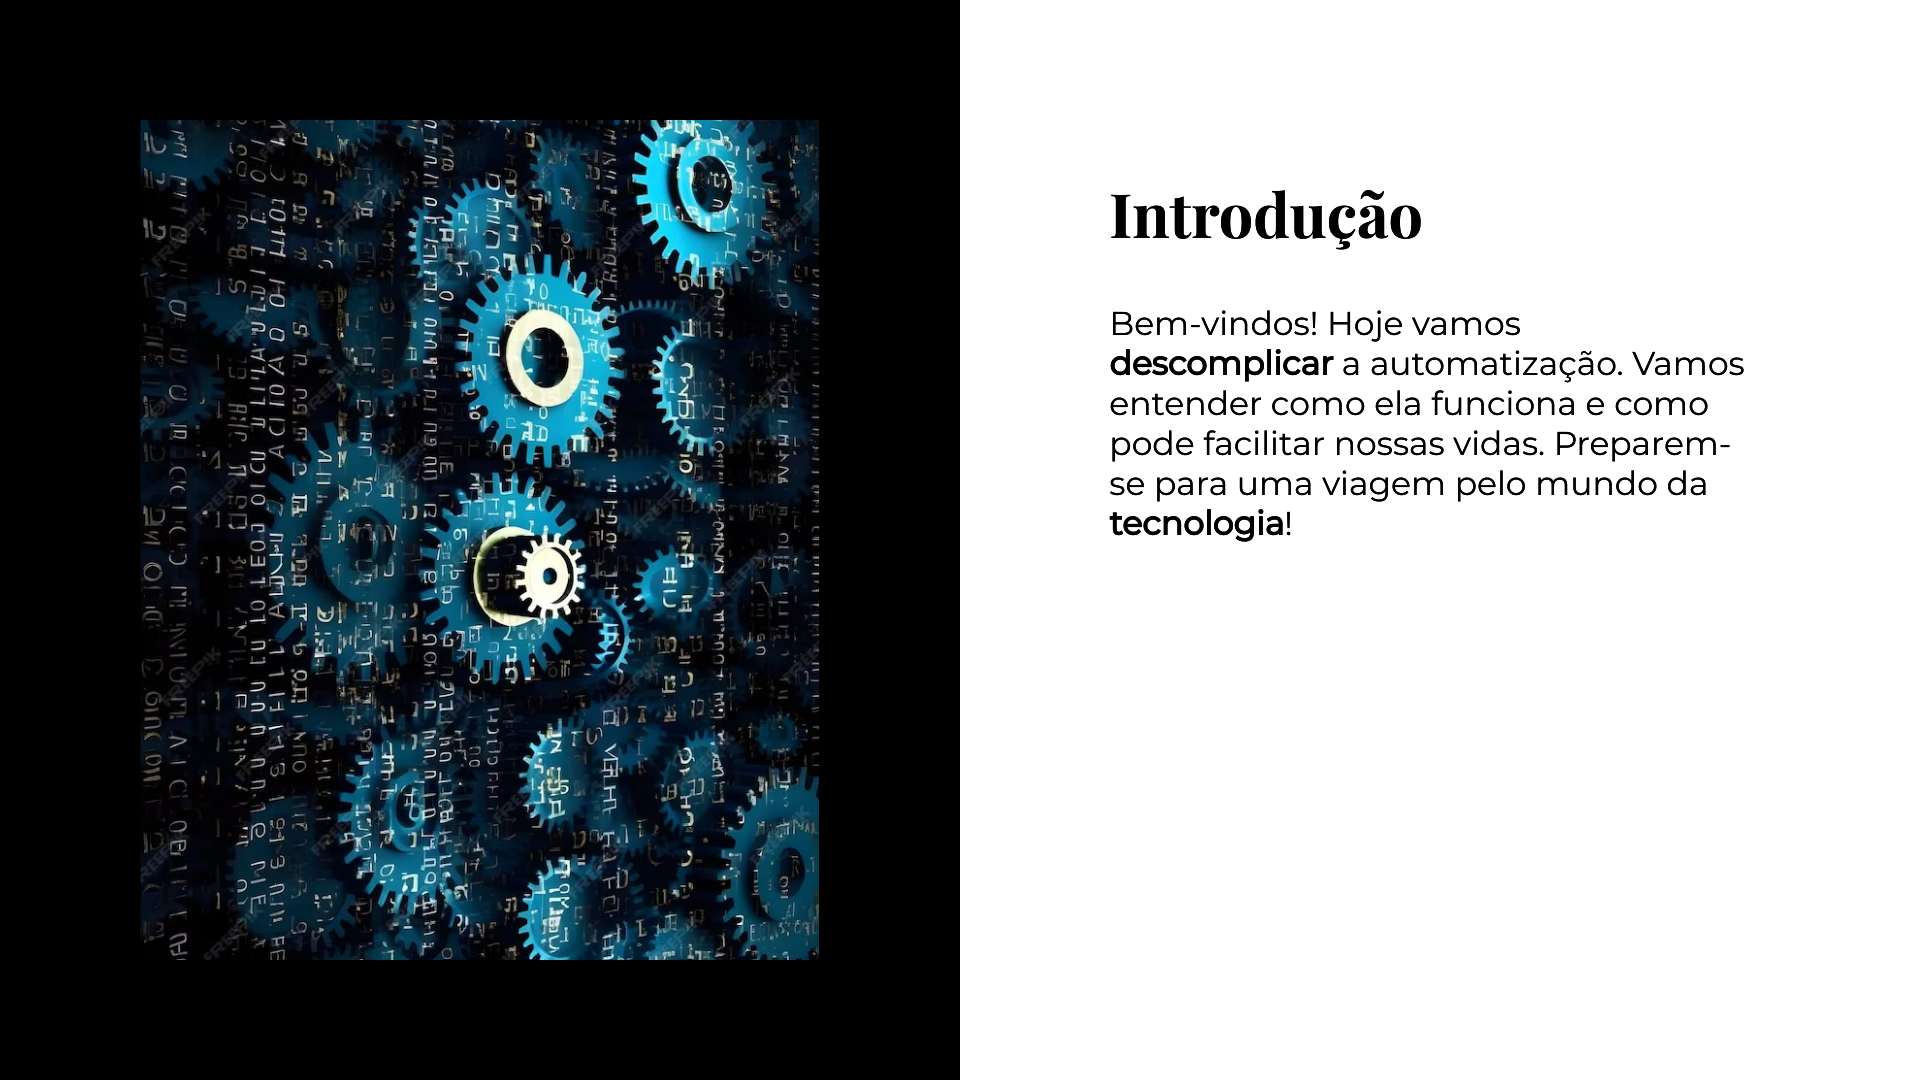 Introdução
Bem-vindos! Hoje vamos
descomplicar a automatização. Vamos
entender como ela funciona e como
pode facilitar nossas vidas. Preparem-
se para uma viagem pelo mundo da
tecnologia!